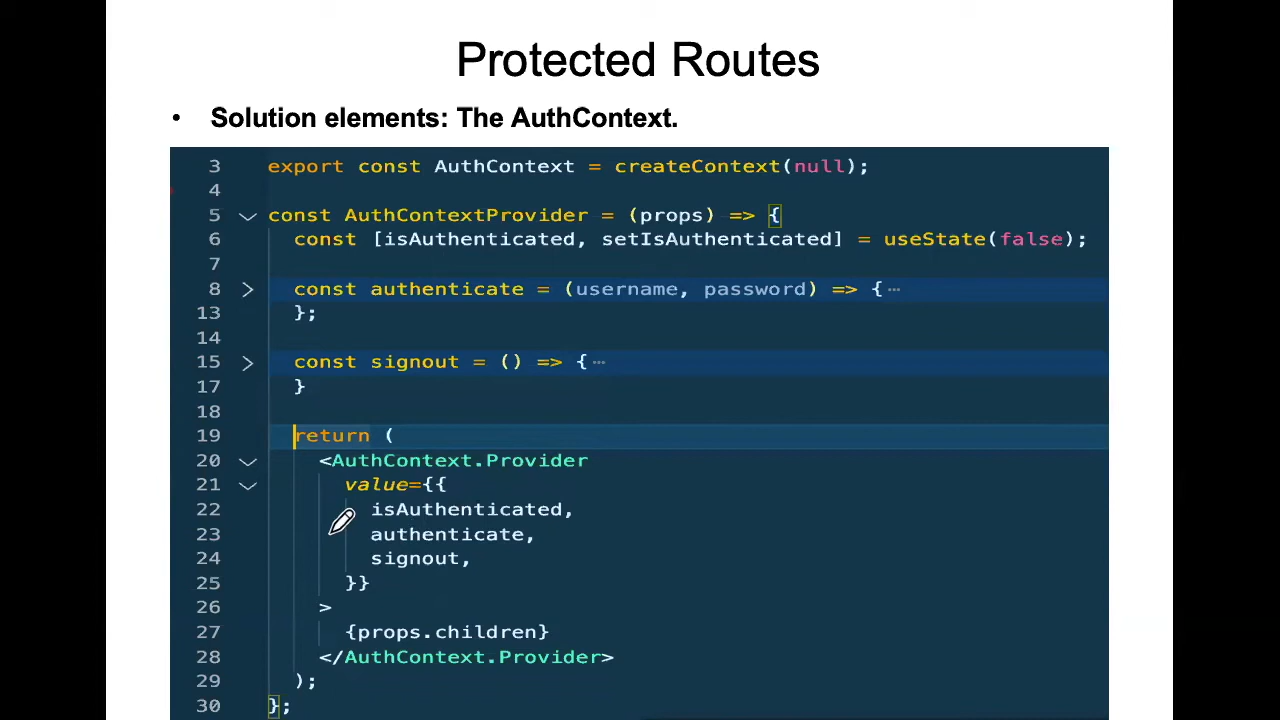 Protected Routes
• Solution elements: The AuthContext.
3 export const AuthContext = createContext(null);
4
5 const AuthContextProvider = (props) => {
6 const [isAuthenticated, setIsAuthenticated] = useState(false);
7
8 const authenticate = (username, password) => {⋯
13 };
14
15 const signout = () => {⋯
17 }
18
19 return (
20 <AuthContext.Provider
21 value={{
22 isAuthenticated,
23 authenticate,
24 signout,
25 }}
26 >
27 {props.children}
28 </AuthContext.Provider>
29 );
30 };